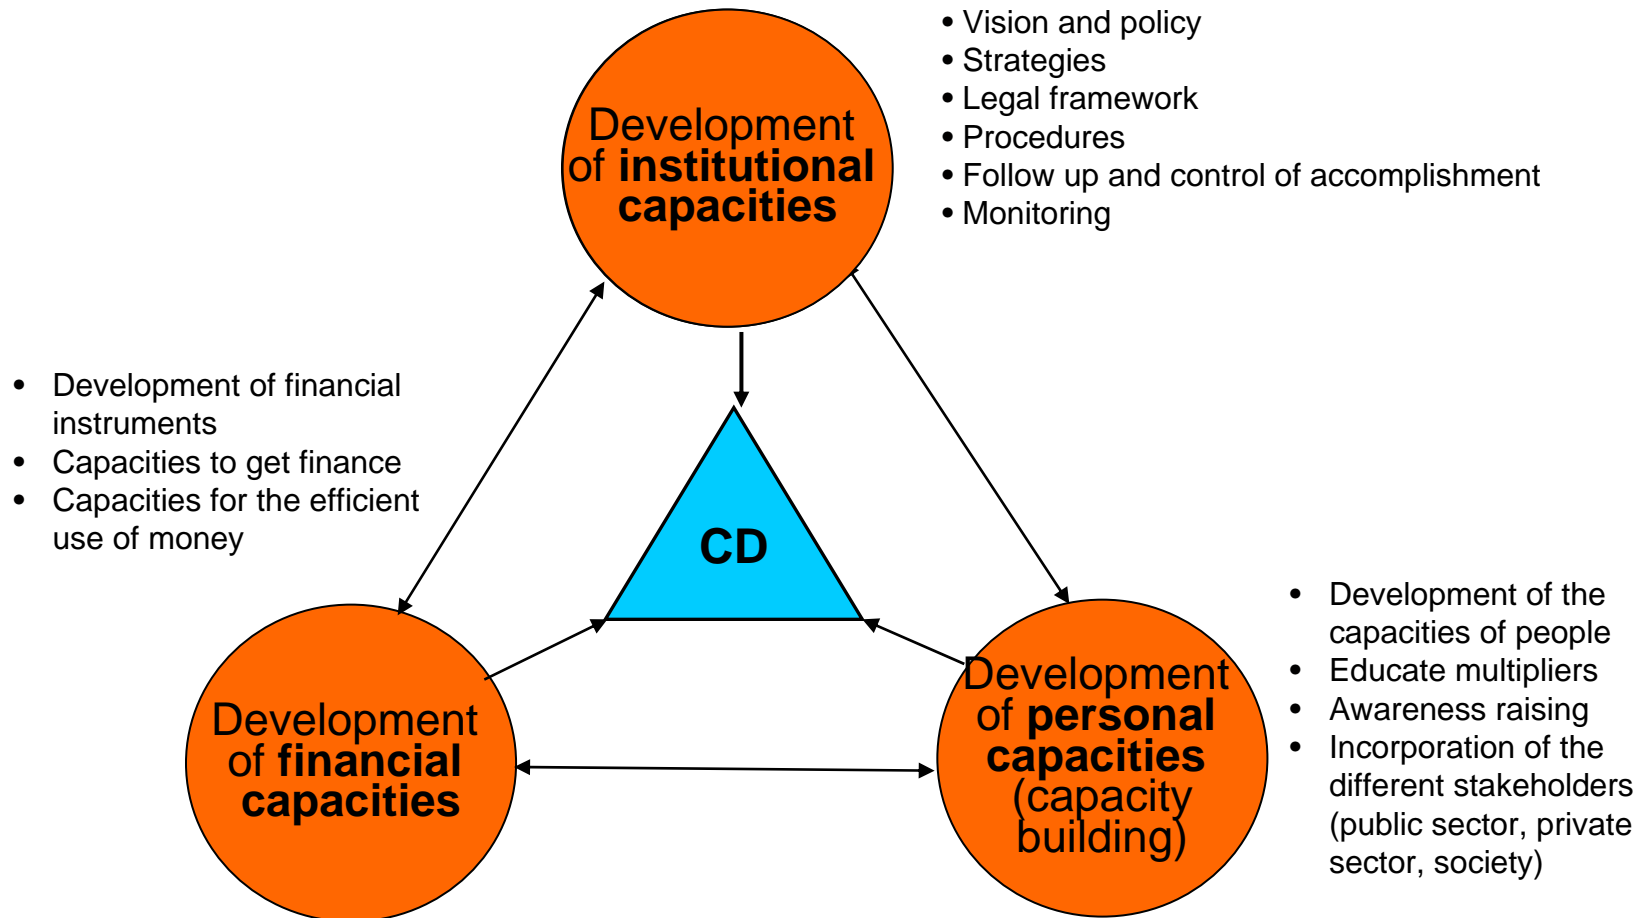 Development
of institutional
capacities
• Vision and policy
• Strategies
• Legal framework
• Procedures
• Follow up and control of accomplishment
• Monitoring
• Development of financial
instruments
• Capacities to get finance
• Capacities for the efficient
use of money
CD
Development
of financial
capacities
Development
of personal
capacities
(capacity
building)
• Development of the
capacities of people
• Educate multipliers
• Awareness raising
• Incorporation of the
different stakeholders
(public sector, private
sector, society)